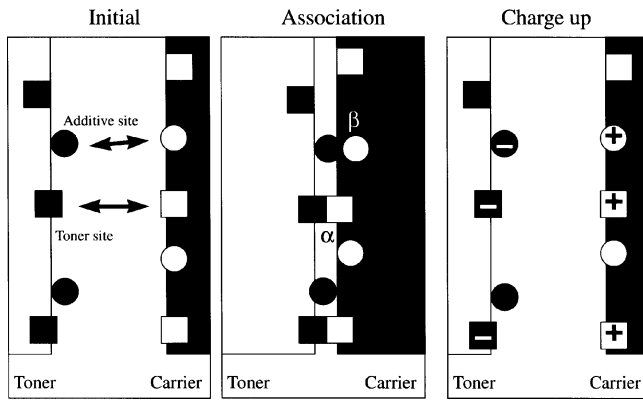 Initial
Association
Charge up
Additive site
β
+
−
Toner site
−
+
α
−
+
Toner
Carrier
Toner
Carrier
Toner
Carrier